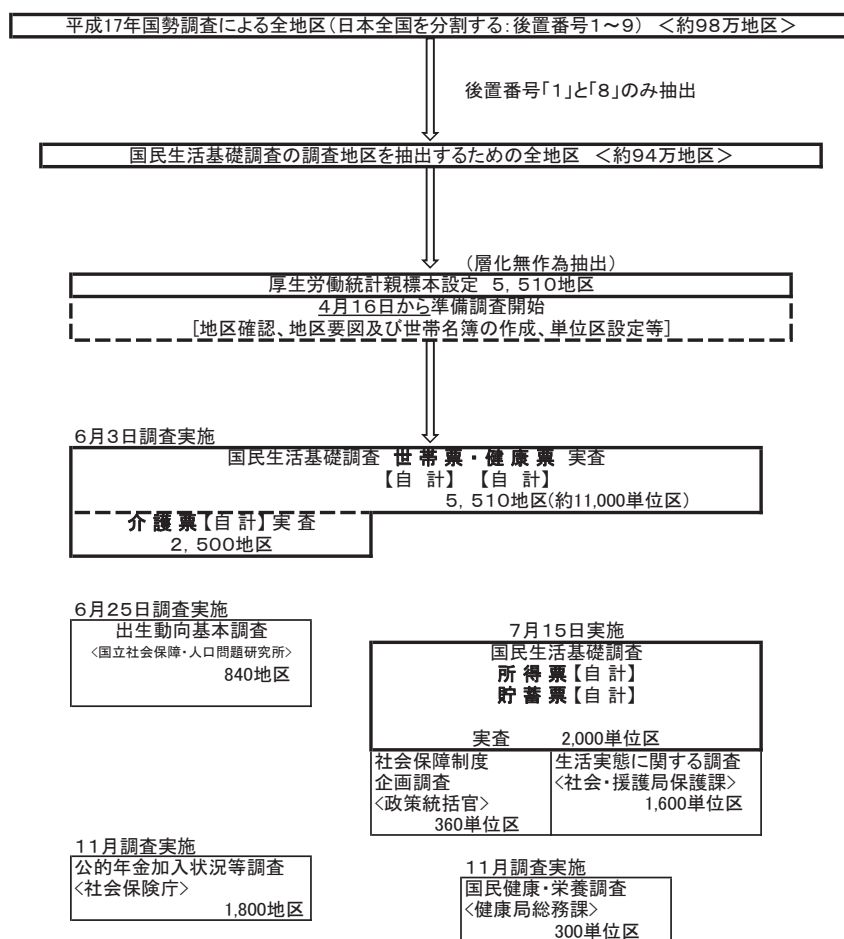 平成17年国勢調査による全地区(日本全国を分割する:後置番号1～9) ＜約98万地区＞
後置番号｢1｣と｢8｣のみ抽出
国民生活基礎調査の調査地区を抽出するための全地区 ＜約94万地区＞
(層化無作為抽出)
厚生労働統計親標本設定 5，510地区
4月16日から準備調査開始
[地区確認、地区要図及び世帯名簿の作成、単位区設定等]
6月3日調査実施
国民生活基礎調査 世帯票・健康票 実査
【自 計】 【自 計】
5，510地区(約11,000単位区)
介護票【自計】実査
2，500地区
6月25日調査実施
出生動向基本調査
<国立社会保障・人口問題研究所>
840地区
7月15日実施
国民生活基礎調査
所得票【自計】
貯蓄票【自計】
実査 2,000単位区
社会保障制度
企画調査
<政策統括官>
360単位区
生活実態に関する調査
<社会・援護局保護課>
1,600単位区
11月調査実施
公的年金加入状況等調査
<社会保険庁>
1,800地区
11月調査実施
国民健康・栄養調査
<健康局総務課>
300単位区